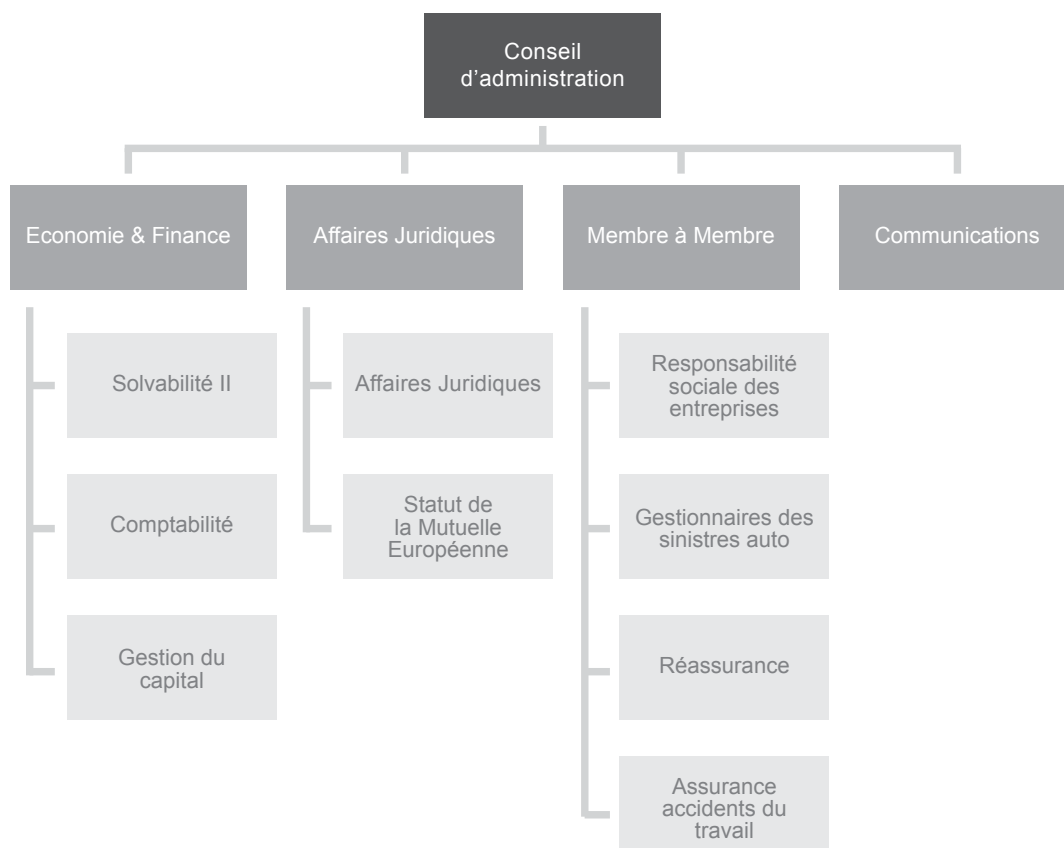 Conseil
d’administration
Economie & Finance
Affaires Juridiques
Membre à Membre
Communications
Solvabilité II
Comptabilité
Gestion du
capital
Affaires Juridiques
Statut de
la Mutuelle
Européenne
Responsabilité
sociale des
entreprises
Gestionnaires des
sinistres auto
Réassurance
Assurance
accidents du
travail